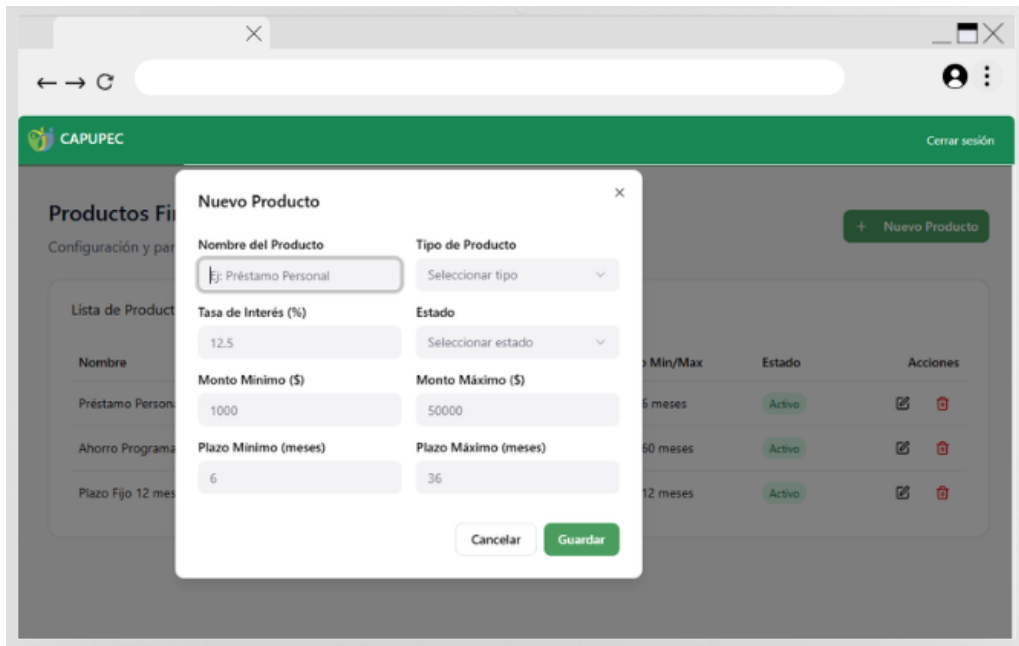 CAPUPEC
Cerrar sesión
Productos Fi
Configuración y par
+ Nuevo Producto
Nuevo Producto
Nombre del Producto Tipo de Producto
Ej: Préstamo Personal Seleccionar tipo
Tasa de Interés (%) Estado
12.5 Seleccionar estado
Monto Mínimo ($) Monto Máximo ($)
1000 50000
Plazo Mínimo (meses) Plazo Máximo (meses)
6 36
Cancelar Guardar
Lista de Product
Nombre Min/Max Estado Acciones
Préstamo Person 6 meses Activo
Ahorro Programa 60 meses Activo
Plazo Fijo 12 mes 12 meses Activo